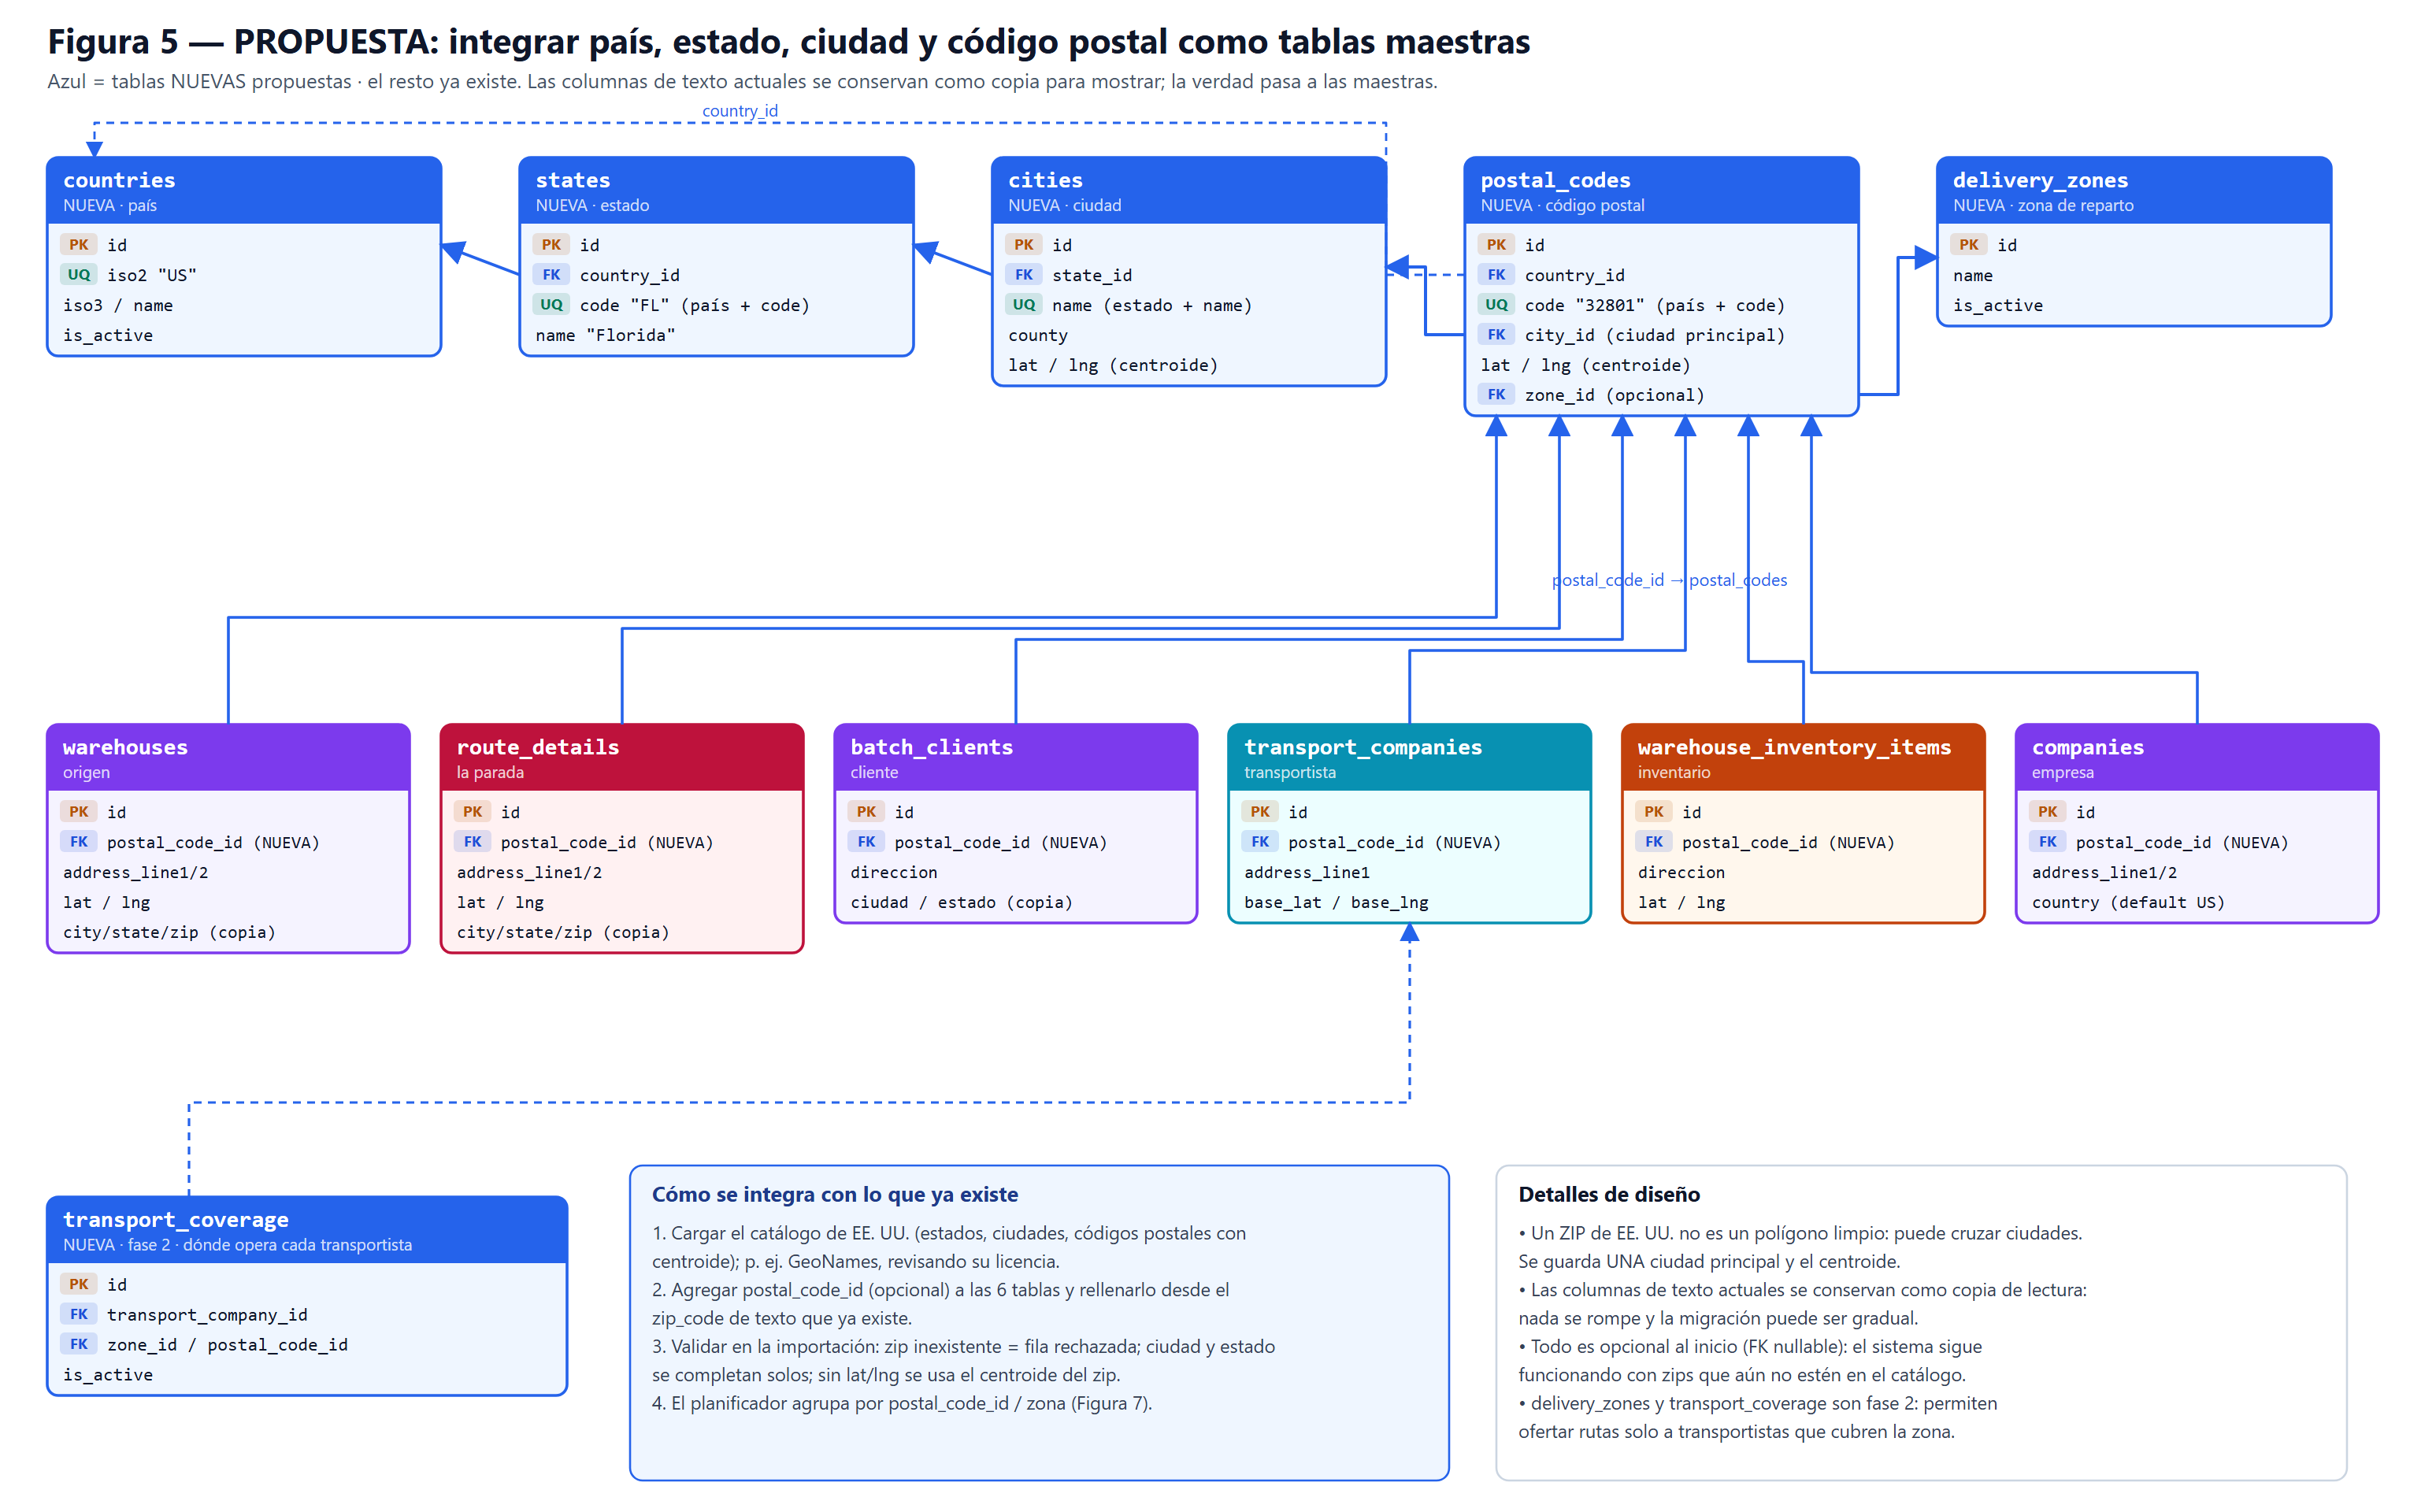 Figura 5 — PROPUESTA: integrar país, estado, ciudad y código postal como tablas maestras
Azul = tablas NUEVAS propuestas · el resto ya existe. Las columnas de texto actuales se conservan como copia para mostrar; la verdad pasa a las maestras.
country_id
countries
NUEVA · país
PK id
UQ iso2 "US"
iso3 / name
is_active
states
NUEVA · estado
PK id
FK country_id
UQ code "FL" (país + code)
name "Florida"
cities
NUEVA · ciudad
PK id
FK state_id
UQ name (estado + name)
county
lat / lng (centroide)
postal_codes
NUEVA · código postal
PK id
FK country_id
UQ code "32801" (país + code)
FK city_id (ciudad principal)
lat / lng (centroide)
FK zone_id (opcional)
delivery_zones
NUEVA · zona de reparto
PK id
name
is_active
postal_code_id → postal_codes
warehouses
origen
PK id
FK postal_code_id (NUEVA)
address_line1/2
lat / lng
city/state/zip (copia)
route_details
la parada
PK id
FK postal_code_id (NUEVA)
address_line1/2
lat / lng
city/state/zip (copia)
batch_clients
cliente
PK id
FK postal_code_id (NUEVA)
direccion
ciudad / estado (copia)
transport_companies
transportista
PK id
FK postal_code_id (NUEVA)
address_line1
base_lat / base_lng
warehouse_inventory_items
inventario
PK id
FK postal_code_id (NUEVA)
direccion
lat / lng
companies
empresa
PK id
FK postal_code_id (NUEVA)
address_line1/2
country (default US)
transport_coverage
NUEVA · fase 2 · dónde opera cada transportista
PK id
FK transport_company_id
FK zone_id / postal_code_id
is_active
Cómo se integra con lo que ya existe
1. Cargar el catálogo de EE. UU. (estados, ciudades, códigos postales con
centroide); p. ej. GeoNames, revisando su licencia.
2. Agregar postal_code_id (opcional) a las 6 tablas y rellenarlo desde el
zip_code de texto que ya existe.
3. Validar en la importación: zip inexistente = fila rechazada; ciudad y estado
se completan solos; sin lat/lng se usa el centroide del zip.
4. El planificador agrupa por postal_code_id / zona (Figura 7).
Detalles de diseño
• Un ZIP de EE. UU. no es un polígono limpio: puede cruzar ciudades.
Se guarda UNA ciudad principal y el centroide.
• Las columnas de texto actuales se conservan como copia de lectura:
nada se rompe y la migración puede ser gradual.
• Todo es opcional al inicio (FK nullable): el sistema sigue
funcionando con zips que aún no estén en el catálogo.
• delivery_zones y transport_coverage son fase 2: permiten
ofertar rutas solo a transportistas que cubren la zona.